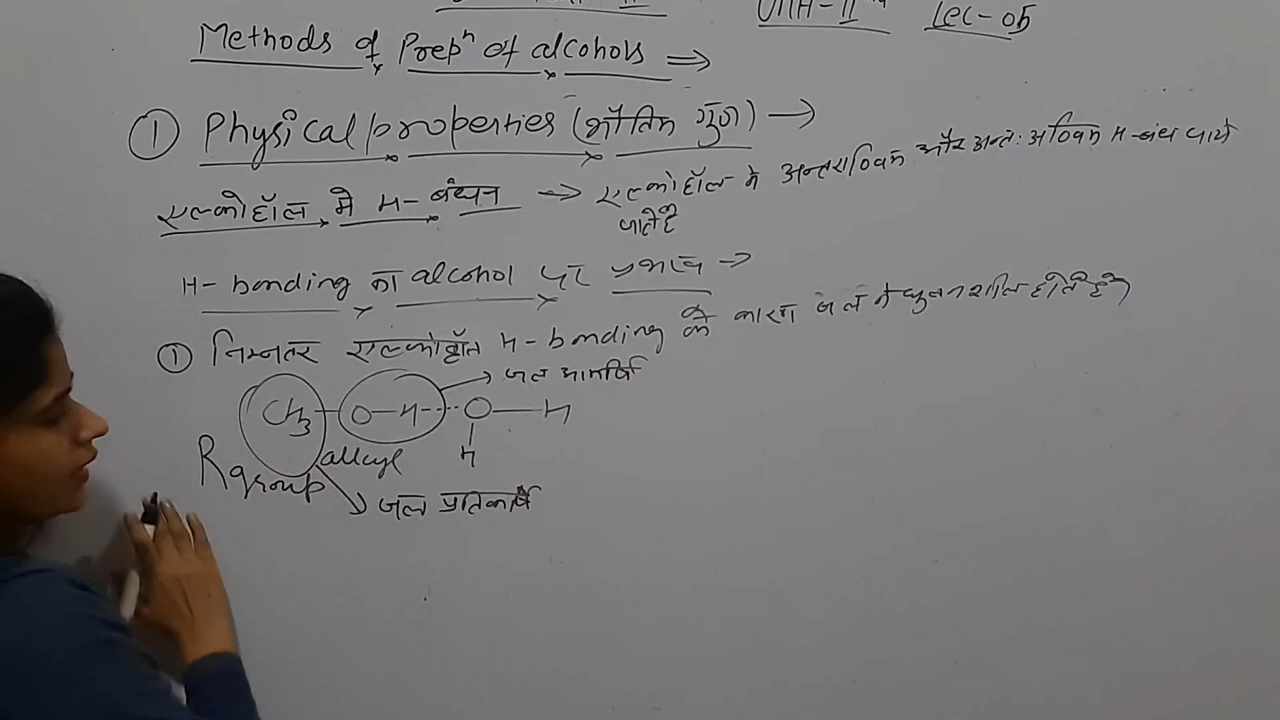 Unit-II Lec-05
Methods of Prepn of alcohols ⇒
① Physical properties (भौतिक गुण) →
एल्कोहॉल में H-बंधन → एल्कोहॉल में अन्तराण्विक और अन्तः अण्विक H-बंध पाये
जाते है
H-bonding का alcohol पर प्रभाव →
① निम्नतर एल्कोहॉल H-bonding के कारण जल में घुलनशील होते है
→ जल आकर्षि
CH3—O—H---O—H
H
R group alkyl
→ जल प्रतिकर्षि